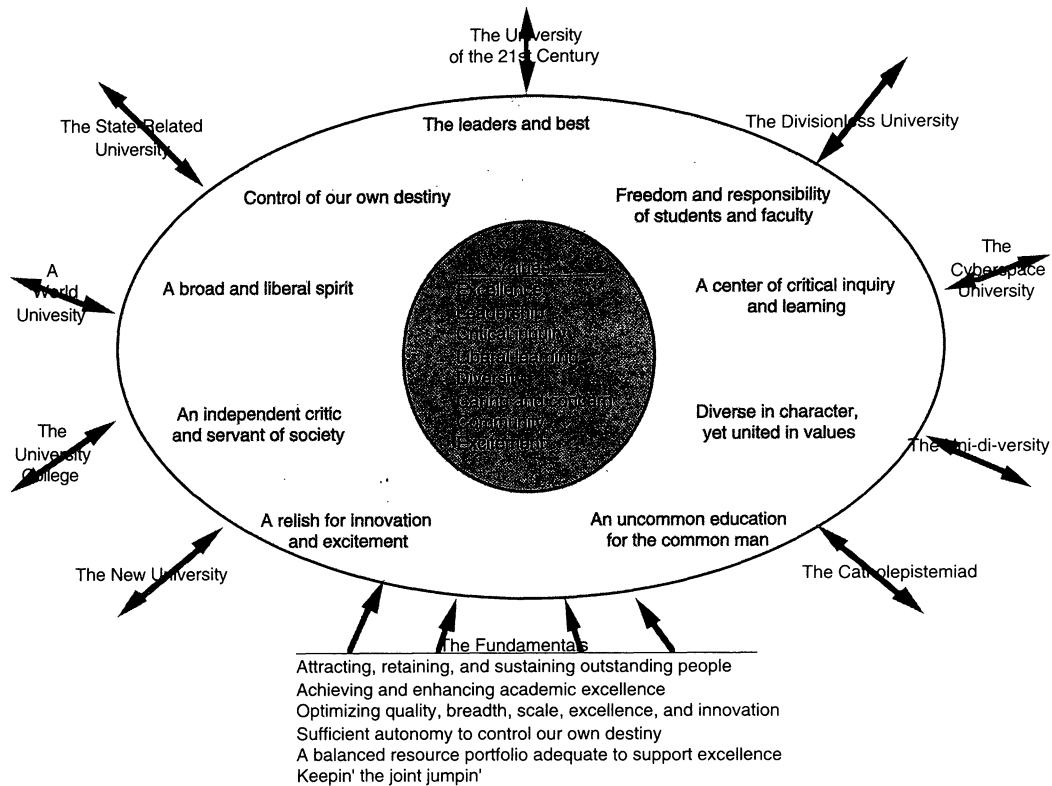 The University
of the 21st Century
The State-Related
University
The Divisionless University
The leaders and best
Control of our own destiny
Freedom and responsibility
of students and faculty
A
World
Univesity
The
Cyberspace
University
A broad and liberal spirit
A center of critical inquiry
and learning
Values
Excellence
Leadership
Critical inquiry
Liberal learning
Diversity
Caring and concern
Community
Excitement
An independent critic
and servant of society
Diverse in character,
yet united in values
The
University
College
The Uni-di-versity
A relish for innovation
and excitement
An uncommon education
for the common man
The New University
The Catholepistemiad
The Fundamentals
Attracting, retaining, and sustaining outstanding people
Achieving and enhancing academic excellence
Optimizing quality, breadth, scale, excellence, and innovation
Sufficient autonomy to control our own destiny
A balanced resource portfolio adequate to support excellence
Keepin' the joint jumpin'